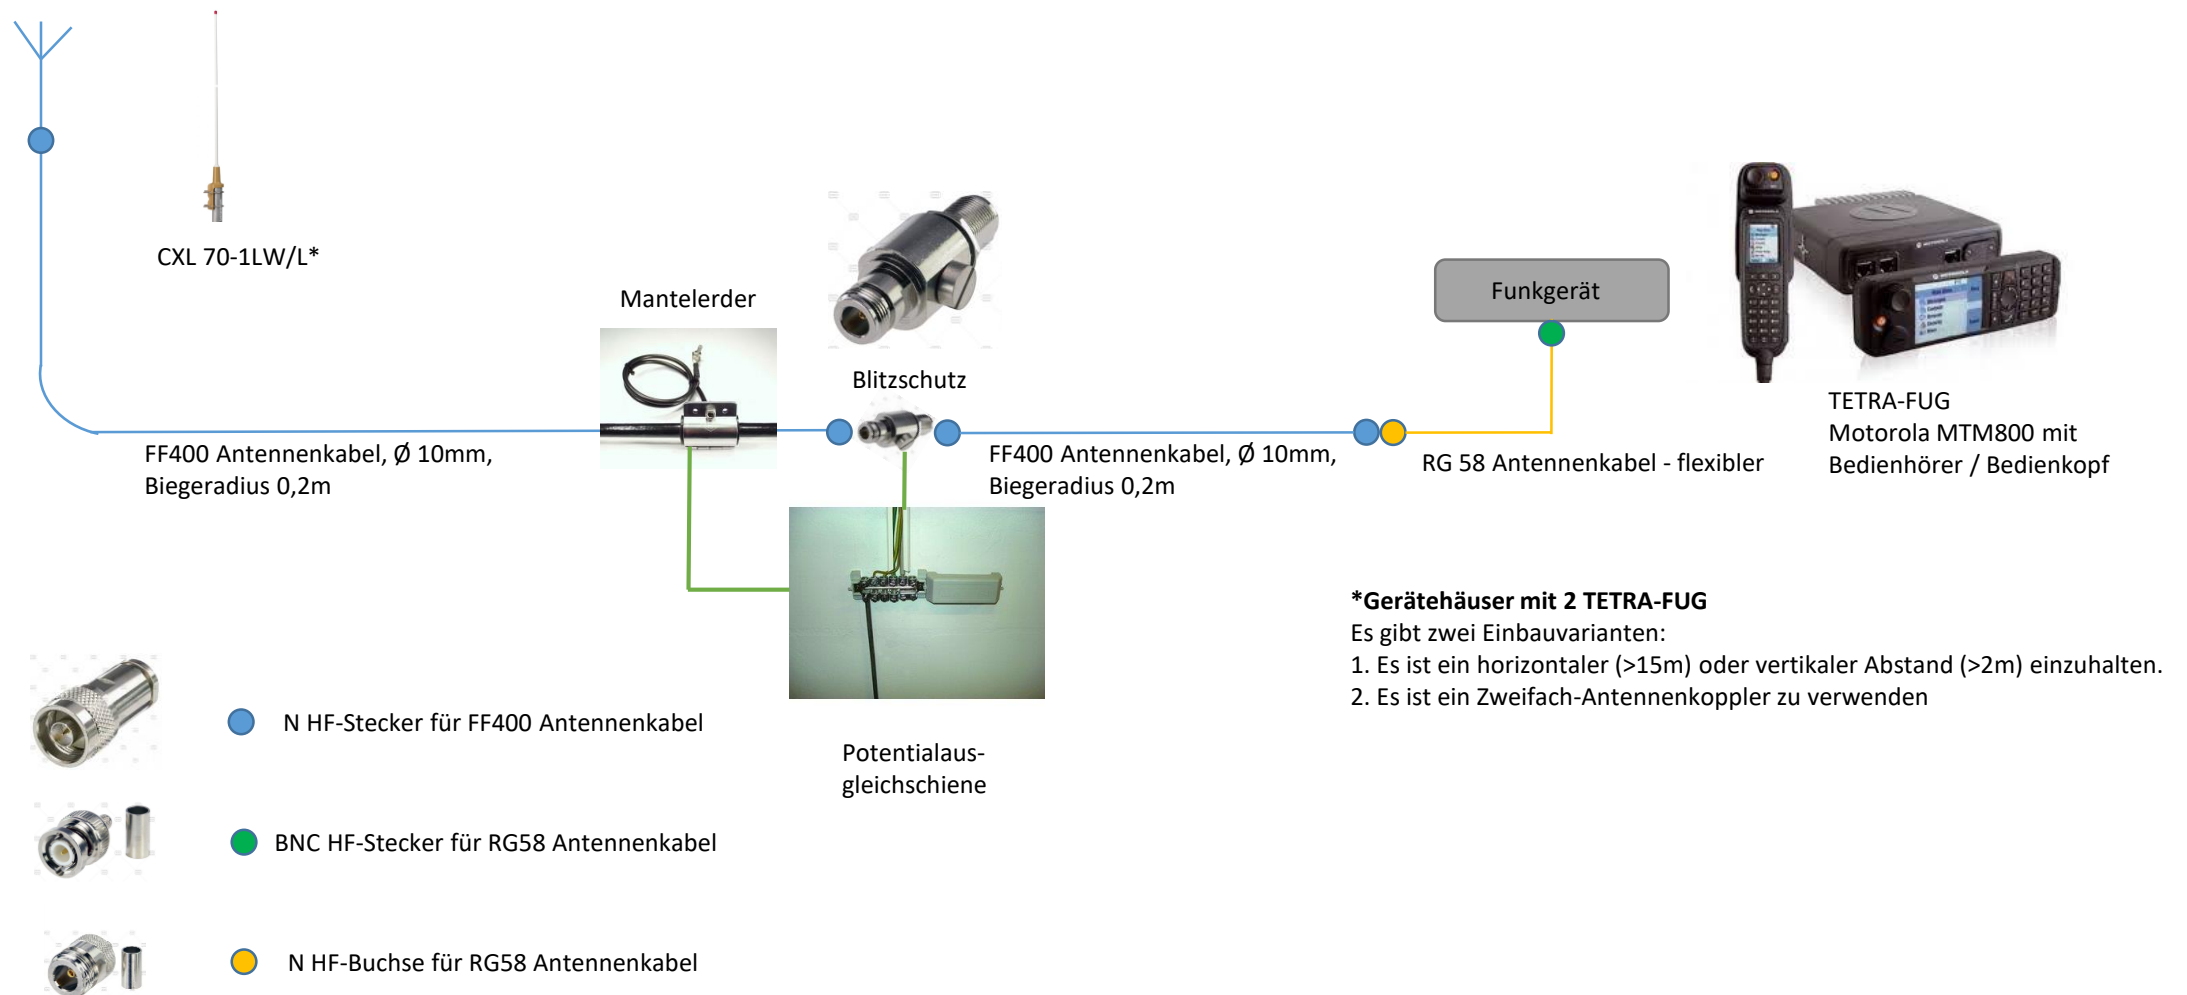 CXL 70-1LW/L*
Mantelerder
Blitzschutz
Funkgerät
FF400 Antennenkabel, Ø 10mm,
Biegeradius 0,2m
FF400 Antennenkabel, Ø 10mm,
Biegeradius 0,2m
RG 58 Antennenkabel - flexibler
TETRA-FUG
Motorola MTM800 mit
Bedienhörer / Bedienkopf
*Gerätehäuser mit 2 TETRA-FUG
Es gibt zwei Einbauvarianten:
1. Es ist ein horizontaler (>15m) oder vertikaler Abstand (>2m) einzuhalten.
2. Es ist ein Zweifach-Antennenkoppler zu verwenden
Potentialaus-
gleichschiene
N HF-Stecker für FF400 Antennenkabel
BNC HF-Stecker für RG58 Antennenkabel
N HF-Buchse für RG58 Antennenkabel